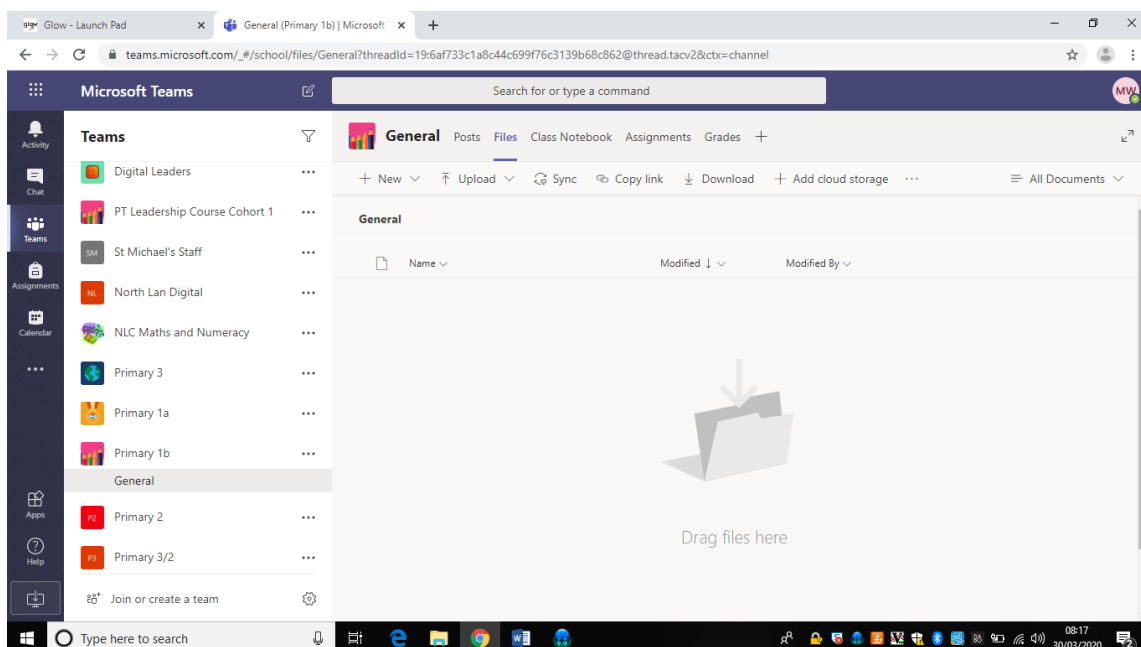 glow Glow - Launch Pad
General (Primary 1b) | Microsoft T
teams.microsoft.com/_#/school/files/General?threadId=19:6af733c1a8c44c699f76c3139b68c862@thread.tacv2&ctx=channel
Microsoft Teams
Search for or type a command
MW
Activity
Chat
Teams
Assignments
Calendar
Apps
Help
Teams
Digital Leaders
PT Leadership Course Cohort 1
SM St Michael's Staff
NL North Lan Digital
NLC Maths and Numeracy
Primary 3
Primary 1a
Primary 1b
General
P2 Primary 2
P3 Primary 3/2
Join or create a team
General Posts Files Class Notebook Assignments Grades
New Upload Sync Copy link Download Add cloud storage All Documents
General
Name Modified Modified By
Drag files here
Type here to search
08:17
30/03/2020